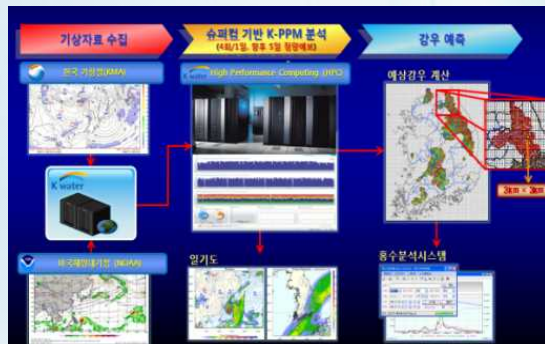 기상자료 수집
슈퍼컴 기반 K-PPM 분석
(4회/1일, 향후 5일 정량예보)
강우 예측
한국 기상청(KMA)
K water
High Performance Computing (HPC)
예상강우 계산
K water
3km × 3km
미국해양대기청 (NOAA)
일기도
홍수분석시스템